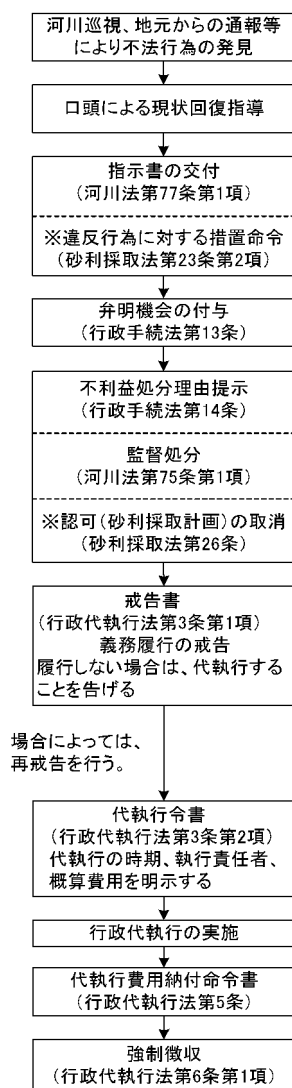 河川巡視、地元からの通報等
により不法行為の発見
口頭による現状回復指導
指示書の交付
(河川法第77条第1項)
※違反行為に対する措置命令
(砂利採取法第23条第2項)
弁明機会の付与
(行政手続法第13条)
不利益処分理由提示
(行政手続法第14条)
監督処分
(河川法第75条第1項)
※認可(砂利採取計画)の取消
(砂利採取法第26条)
戒告書
(行政代執行法第3条第1項)
義務履行の戒告
履行しない場合は、代執行する
ことを告げる
場合によっては、
再戒告を行う。
代執行令書
(行政代執行法第3条第2項)
代執行の時期、執行責任者、
概算費用を明示する
行政代執行の実施
代執行費用納付命令書
(行政代執行法第5条)
強制徴収
(行政代執行法第6条第1項)